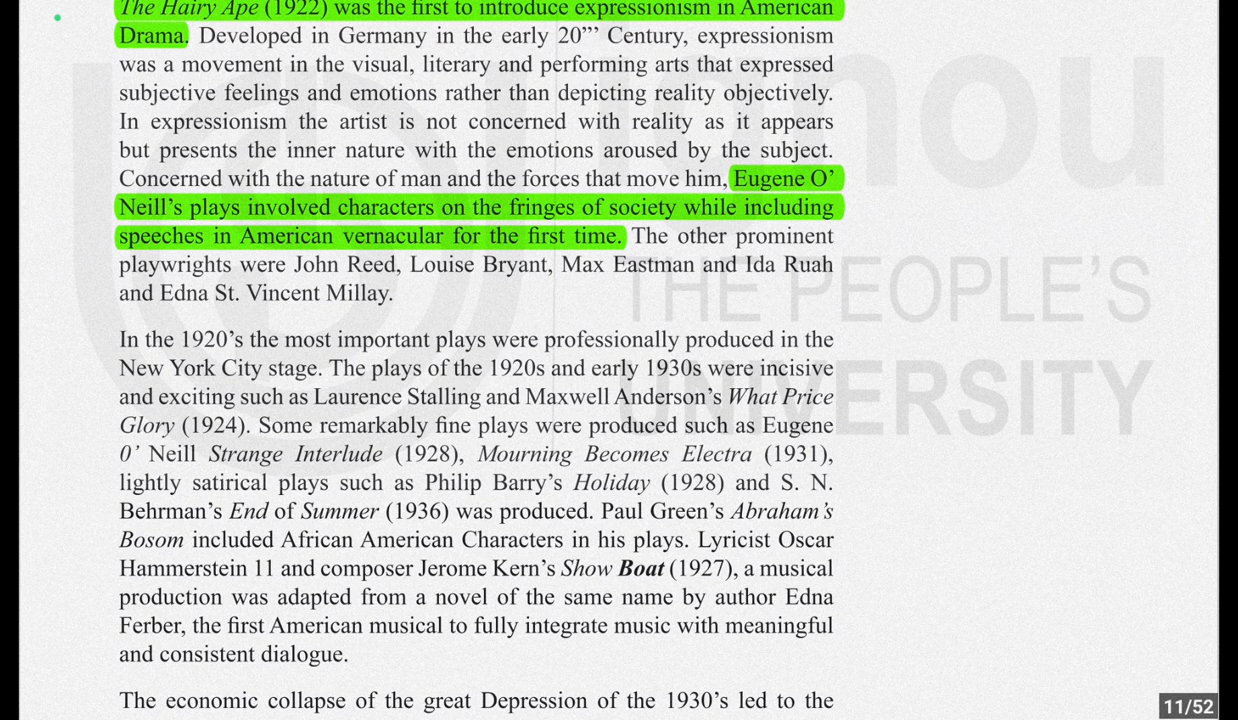 The Hairy Ape (1922) was the first to introduce expressionism in American
Drama. Developed in Germany in the early 20”’ Century, expressionism
was a movement in the visual, literary and performing arts that expressed
subjective feelings and emotions rather than depicting reality objectively.
In expressionism the artist is not concerned with reality as it appears
but presents the inner nature with the emotions aroused by the subject.
Concerned with the nature of man and the forces that move him, Eugene O’
Neill’s plays involved characters on the fringes of society while including
speeches in American vernacular for the first time. The other prominent
playwrights were John Reed, Louise Bryant, Max Eastman and Ida Ruah
and Edna St. Vincent Millay.
In the 1920’s the most important plays were professionally produced in the
New York City stage. The plays of the 1920s and early 1930s were incisive
and exciting such as Laurence Stalling and Maxwell Anderson’s What Price
Glory (1924). Some remarkably fine plays were produced such as Eugene
0’ Neill Strange Interlude (1928), Mourning Becomes Electra (1931),
lightly satirical plays such as Philip Barry’s Holiday (1928) and S. N.
Behrman’s End of Summer (1936) was produced. Paul Green’s Abraham’s
Bosom included African American Characters in his plays. Lyricist Oscar
Hammerstein 11 and composer Jerome Kern’s Show Boat (1927), a musical
production was adapted from a novel of the same name by author Edna
Ferber, the first American musical to fully integrate music with meaningful
and consistent dialogue.
The economic collapse of the great Depression of the 1930’s led to the
ignou
THE PEOPLE’S
UNIVERSITY
11/52